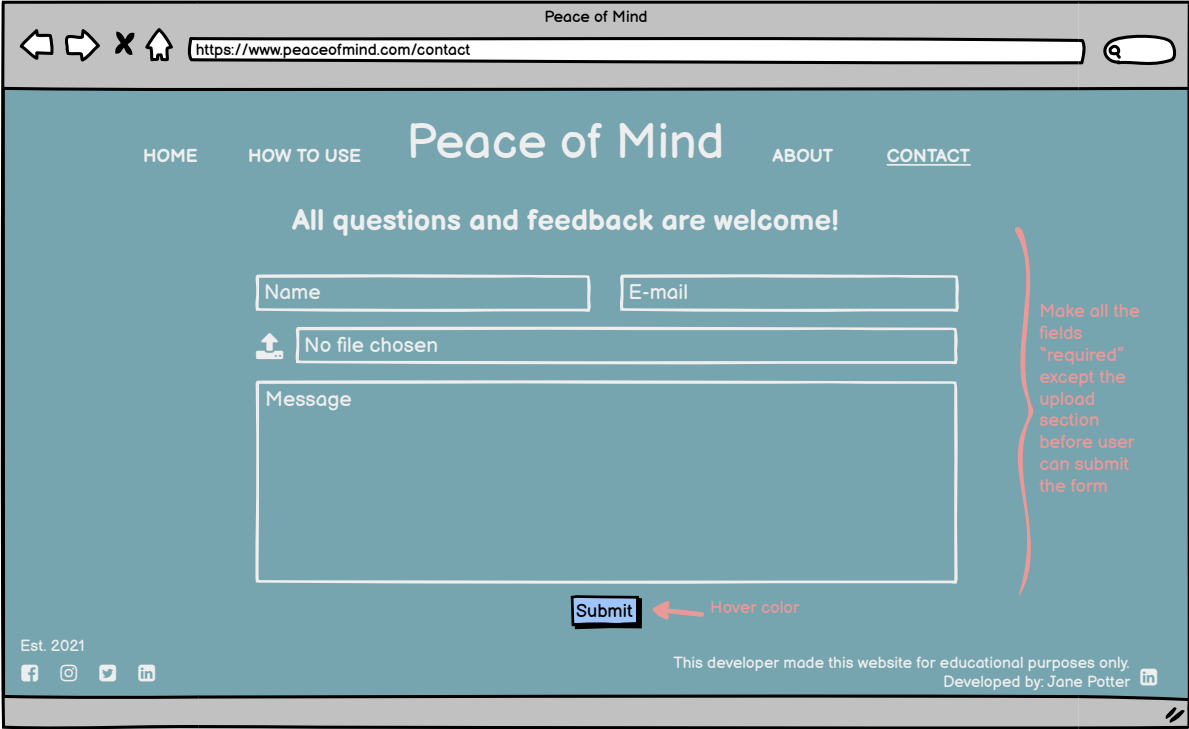 Peace of Mind
https://www.peaceofmind.com/contact
HOME HOW TO USE Peace of Mind ABOUT CONTACT
All questions and feedback are welcome!
Name E-mail
No file chosen
Message
Make all the
fields
"required"
except the
upload
section
before user
can submit
the form
Submit Hover color
Est. 2021
This developer made this website for educational purposes only.
Developed by: Jane Potter